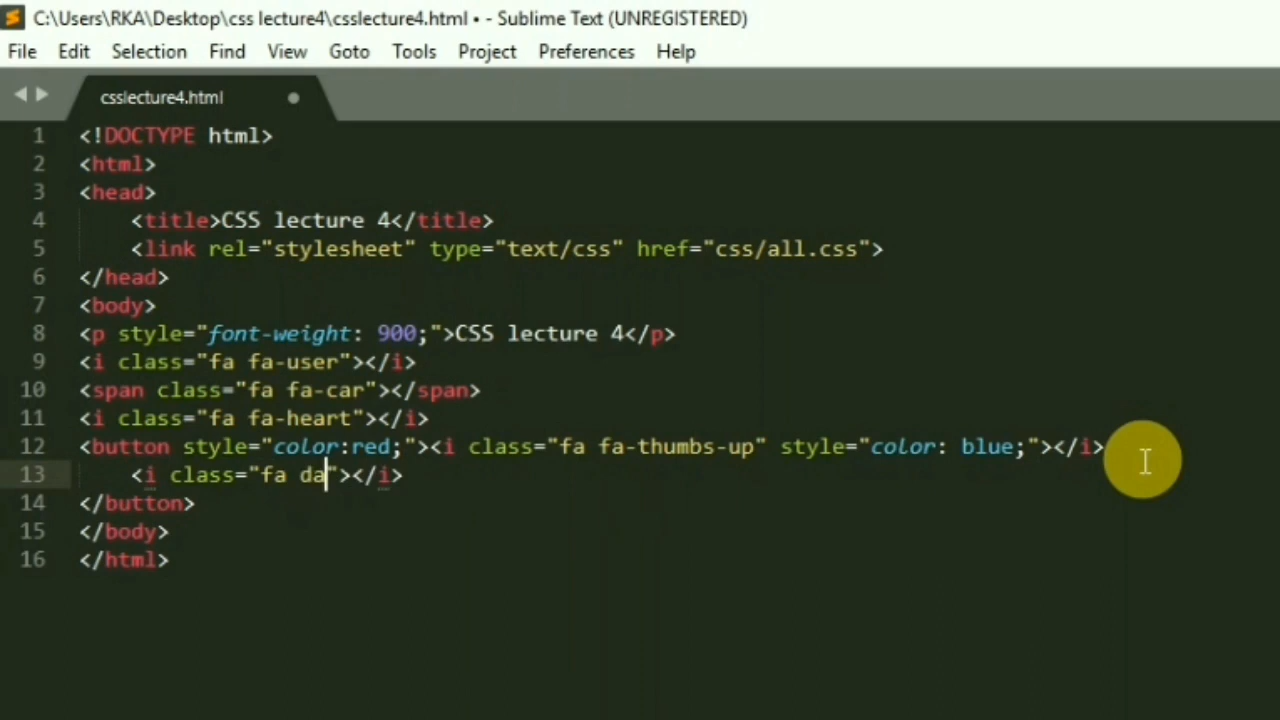 C:\Users\RKA\Desktop\css lecture4\csslecture4.html • - Sublime Text (UNREGISTERED)
File Edit Selection Find View Goto Tools Project Preferences Help
csslecture4.html
1 <!DOCTYPE html>
2 <html>
3 <head>
4 <title>CSS lecture 4</title>
5 <link rel="stylesheet" type="text/css" href="css/all.css">
6 </head>
7 <body>
8 <p style="font-weight: 900;">CSS lecture 4</p>
9 <i class="fa fa-user"></i>
10 <span class="fa fa-car"></span>
11 <i class="fa fa-heart"></i>
12 <button style="color:red;"><i class="fa fa-thumbs-up" style="color: blue;"></i>
13 <i class="fa da"></i>
14 </button>
15 </body>
16 </html>